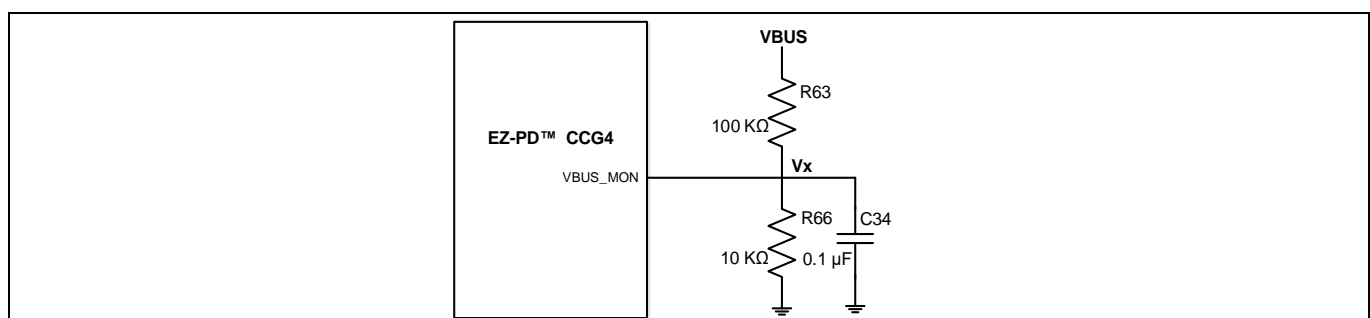 VBUS
R63
100 KΩ
EZ-PD™ CCG4
Vx
VBUS_MON
R66
C34
10 KΩ
0.1 µF